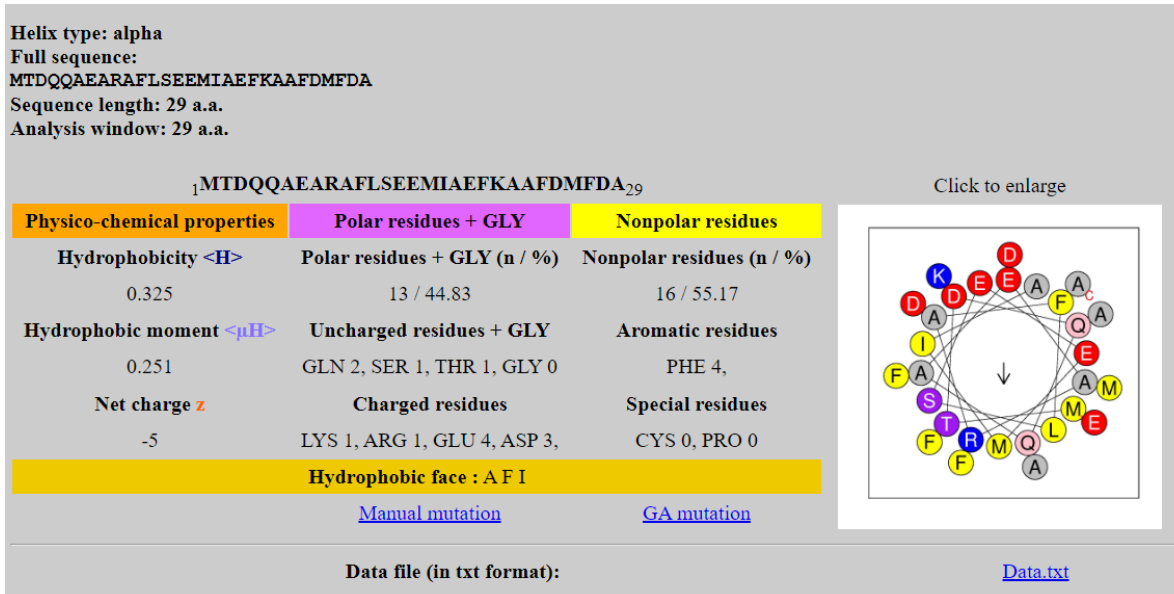 Helix type: alpha
Full sequence:
MTDQQAEARAFLSEEMIAEFKAAFDMFDA
Sequence length: 29 a.a.
Analysis window: 29 a.a.
1MTDQQAEARAFLSEEMIAEFKAAFDMFDA29
Click to enlarge
Physico-chemical properties Polar residues + GLY Nonpolar residues
Hydrophobicity <H> Polar residues + GLY (n / %) Nonpolar residues (n / %)
0.325 13 / 44.83 16 / 55.17
Hydrophobic moment <µH> Uncharged residues + GLY Aromatic residues
0.251 GLN 2, SER 1, THR 1, GLY 0 PHE 4,
Net charge z Charged residues Special residues
-5 LYS 1, ARG 1, GLU 4, ASP 3, CYS 0, PRO 0
Hydrophobic face : A F I
Manual mutation GA mutation
D
K E E A A
D D F C
A Q A
I E
F A A M
S M
T L E
F R M Q
F A
Data file (in txt format): Data.txt